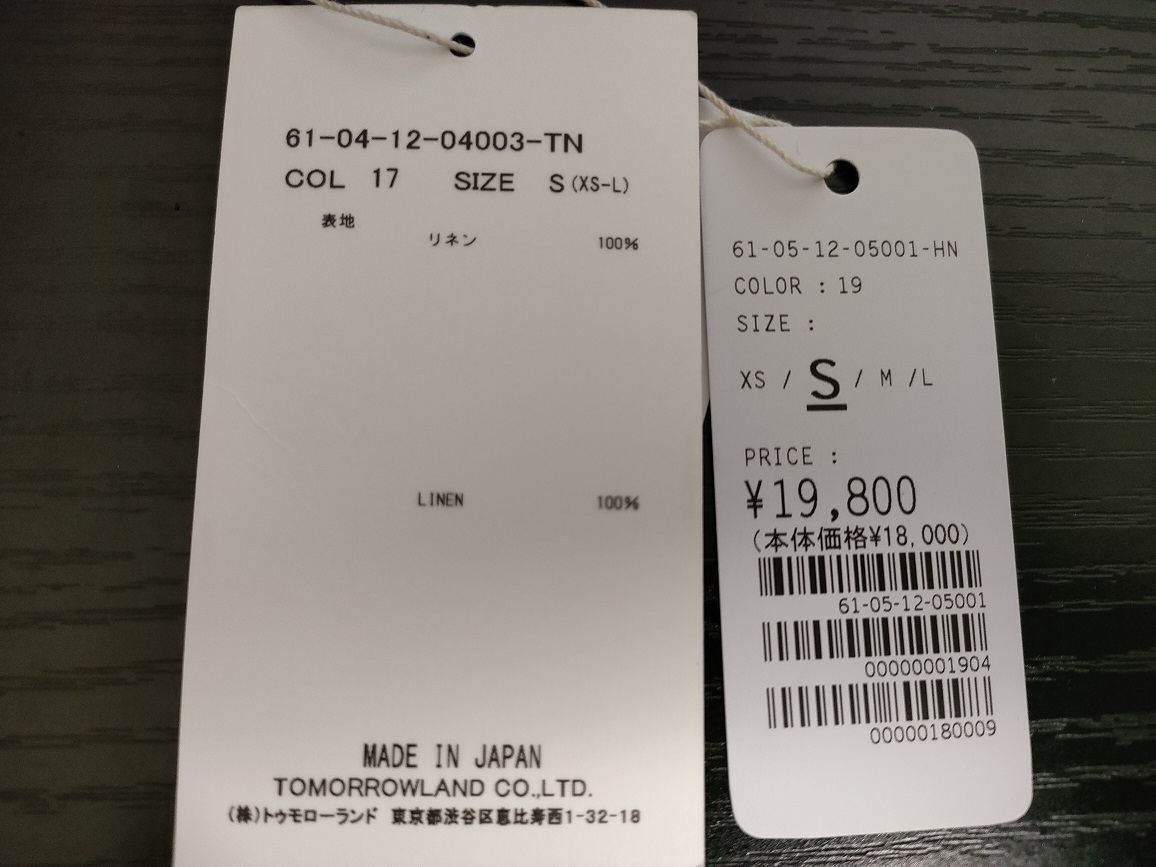 61-04-12-04003-TN
COL 17 SIZE S (XS-L)
表地
リネン 100%
LINEN 100%
MADE IN JAPAN
TOMORROWLAND CO.,LTD.
(株)トゥモローランド 東京都渋谷区恵比寿西1-32-18
61-05-12-05001-HN
COLOR : 19
SIZE :
XS / S / M /L
PRICE :
¥19,800
(本体価格¥18,000)
61-05-12-05001
00000001904
00000180009